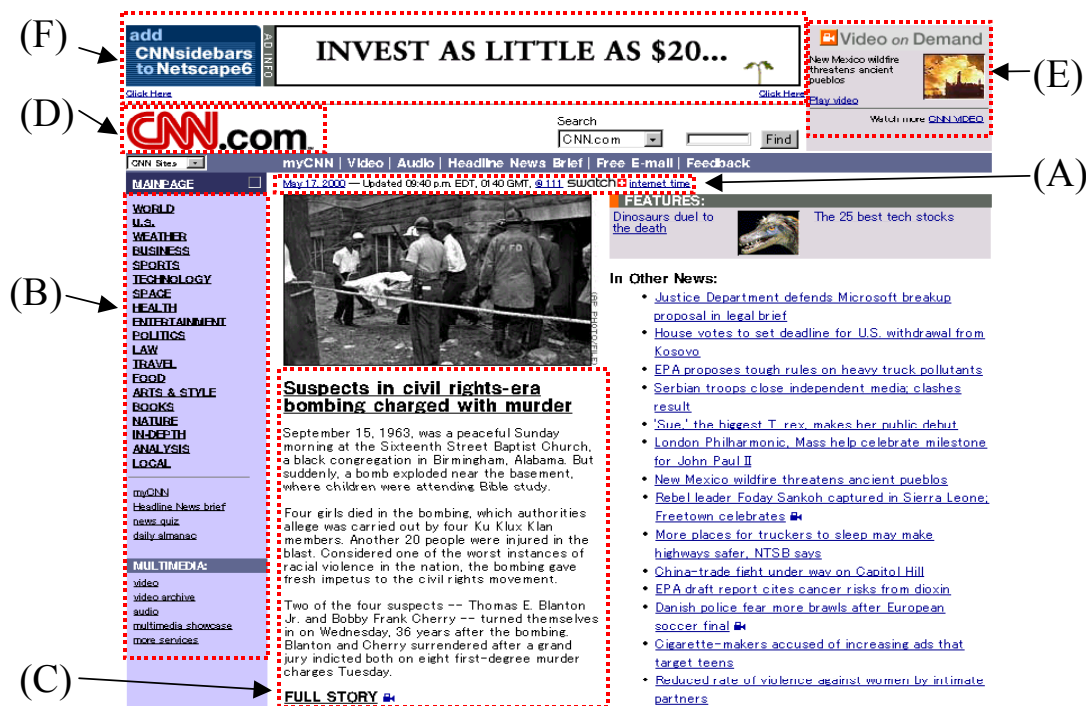 (F)
add
CNNsidebars
to Netscape6
AD INFO
INVEST AS LITTLE AS $20...
Click Here
Click Here
Video on Demand
New Mexico wildfire
threatens ancient
pueblos
Play video
Watch more CNN VIDEO
(E)
(D)
CNN.com
Search
CNN.com
Find
CNN Sites
myCNN | Video | Audio | Headline News Brief | Free E-mail | Feedback
(A)
MAINPAGE
May 17, 2000 — Updated 09:40 p.m. EDT, 0140 GMT, @111 swatch internet time
(B)
WORLD
U.S.
WEATHER
BUSINESS
SPORTS
TECHNOLOGY
SPACE
HEALTH
ENTERTAINMENT
POLITICS
LAW
TRAVEL
FOOD
ARTS & STYLE
BOOKS
NATURE
IN-DEPTH
ANALYSIS
LOCAL
myCNN
Headline News brief
news quiz
daily almanac
MULTIMEDIA:
video
video archive
audio
multimedia showcase
more services
PFD
(AP PHOTO/FILE)
(C)
Suspects in civil rights-era
bombing charged with murder
September 15, 1963, was a peaceful Sunday
morning at the Sixteenth Street Baptist Church,
a black congregation in Birmingham, Alabama. But
suddenly, a bomb exploded near the basement,
where children were attending Bible study.
Four girls died in the bombing, which authorities
allege was carried out by four Ku Klux Klan
members. Another 20 people were injured in the
blast. Considered one of the worst instances of
racial violence in the nation, the bombing gave
fresh impetus to the civil rights movement.
Two of the four suspects -- Thomas E. Blanton
Jr. and Bobby Frank Cherry -- turned themselves
in on Wednesday, 36 years after the bombing.
Blanton and Cherry surrendered after a grand
jury indicted both on eight first-degree murder
charges Tuesday.
FULL STORY
FEATURES:
Dinosaurs duel to
the death
The 25 best tech stocks
In Other News:
• Justice Department defends Microsoft breakup
proposal in legal brief
• House votes to set deadline for U.S. withdrawal from
Kosovo
• EPA proposes tough rules on heavy truck pollutants
• Serbian troops close independent media; clashes
result
• 'Sue,' the biggest T. rex, makes her public debut
• London Philharmonic, Mass help celebrate milestone
for John Paul II
• New Mexico wildfire threatens ancient pueblos
• Rebel leader Foday Sankoh captured in Sierra Leone;
Freetown celebrates
• More places for truckers to sleep may make
highways safer, NTSB says
• China-trade fight under way on Capitol Hill
• EPA draft report cites cancer risks from dioxin
• Danish police fear more brawls after European
soccer final
• Cigarette-makers accused of increasing ads that
target teens
• Reduced rate of violence against women by intimate
partners